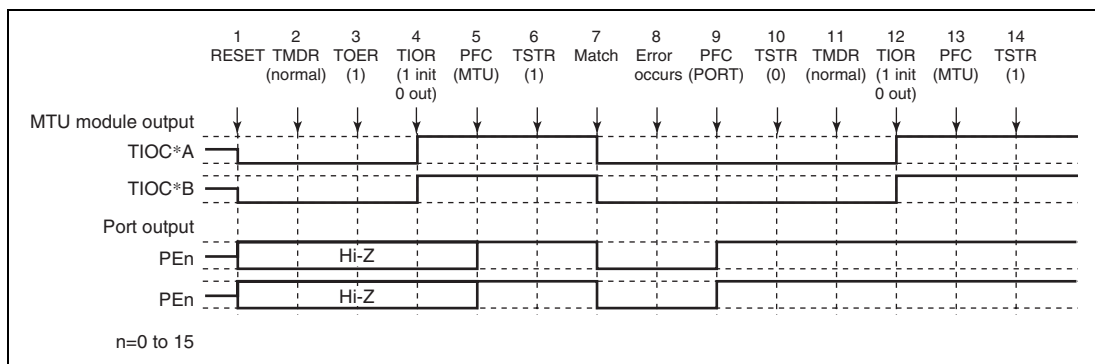 1 2 3 4 5 6 7 8 9 10 11 12 13 14
RESET TMDR TOER TIOR PFC TSTR Match Error PFC TSTR TMDR TIOR PFC TSTR
(normal) (1) (1 init (MTU) (1) occurs (PORT) (0) (normal) (1 init (MTU) (1)
0 out) 0 out)
MTU module output
TIOC*A
TIOC*B
Port output
PEn Hi-Z
PEn Hi-Z
n=0 to 15